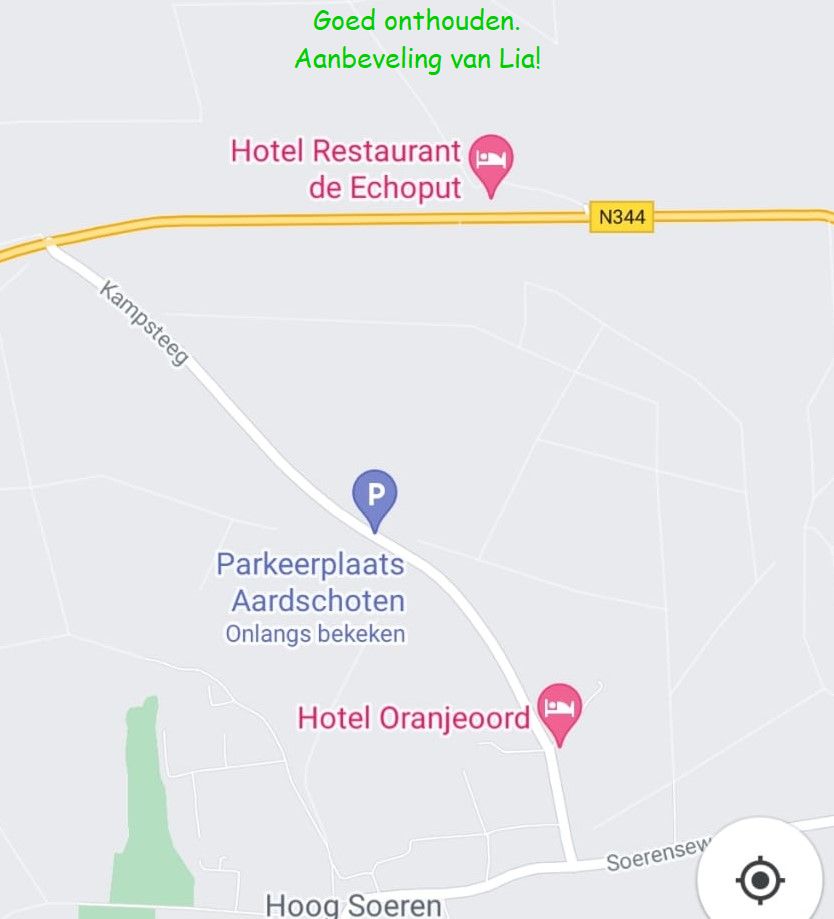 Goed onthouden.
Aanbeveling van Lia!
Hotel Restaurant
de Echoput
N344
Kampsteeg
P
Parkeerplaats
Aardschoten
Onlangs bekeken
Hotel Oranjeoord
Soerensew
Hoog Soeren